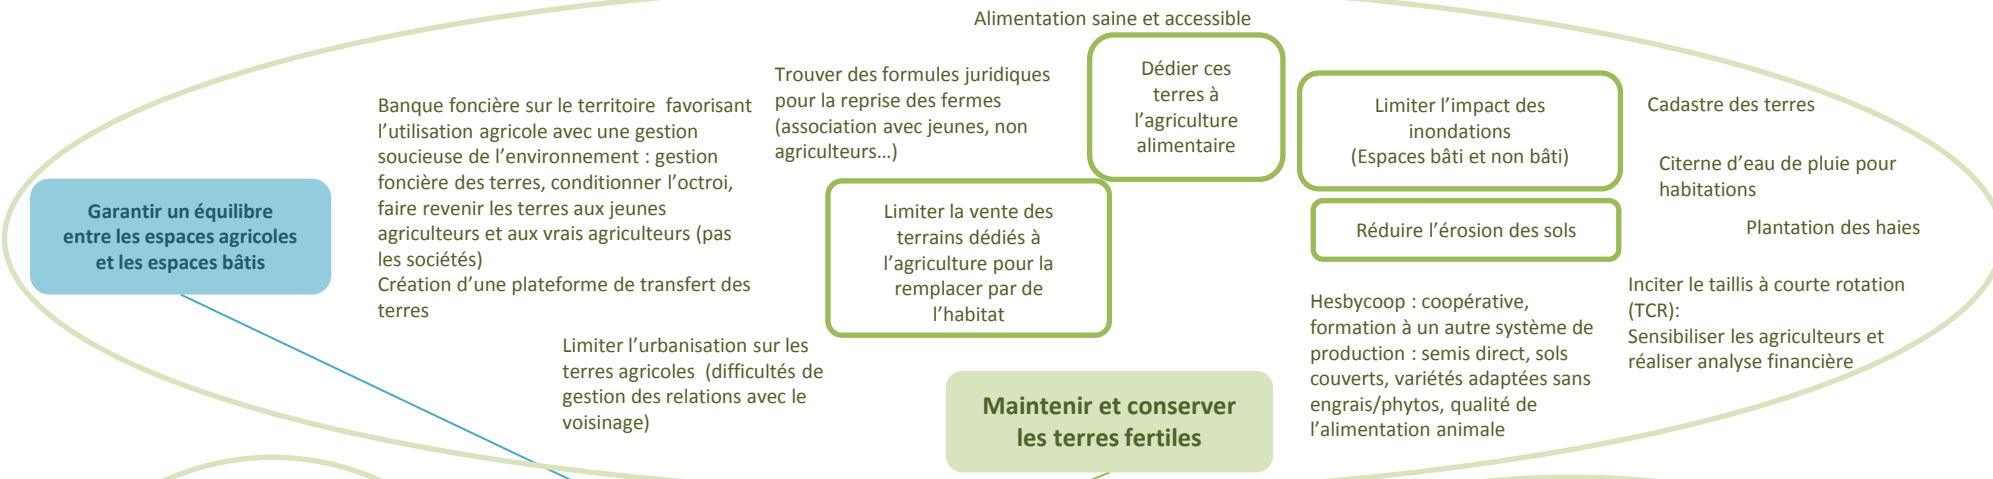 Alimentation saine et accessible
Dédier ces
terres à
l’agriculture
alimentaire
Trouver des formules juridiques
pour la reprise des fermes
(association avec jeunes, non
agriculteurs…)
Limiter l’impact des
inondations
(Espaces bâti et non bâti)
Cadastre des terres
Banque foncière sur le territoire  favorisant
l’utilisation agricole avec une gestion
soucieuse de l’environnement : gestion
foncière des terres, conditionner l’octroi,
faire revenir les terres aux jeunes
agriculteurs et aux vrais agriculteurs (pas
les sociétés)
Création d’une plateforme de transfert des
terres
Citerne d’eau de pluie pour
habitations
Garantir un équilibre
entre les espaces agricoles
et les espaces bâtis
Limiter la vente des
terrains dédiés à
l’agriculture pour la
remplacer par de
l’habitat
Réduire l’érosion des sols
Plantation des haies
Inciter le taillis à courte rotation
(TCR):
Sensibiliser les agriculteurs et
réaliser analyse financière
Hesbycoop : coopérative,
formation à un autre système de
production : semis direct, sols
couverts, variétés adaptées sans
engrais/phytos, qualité de
l’alimentation animale
Limiter l’urbanisation sur les
terres agricoles  (difficultés de
gestion des relations avec le
voisinage)
Maintenir et conserver
les terres fertiles